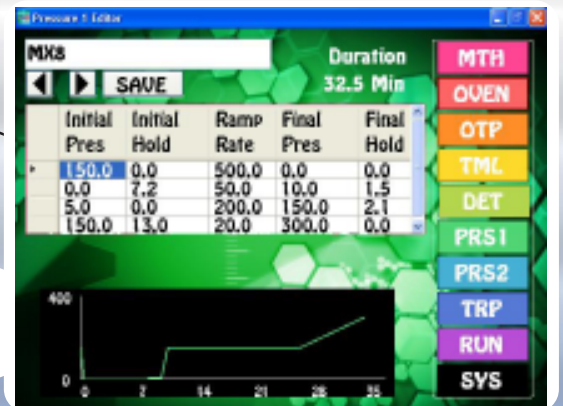 Pressure 1 Editor
MX8
Duration
32.5 Min
SAVE
Initial Pres Initial Hold Ramp Rate Final Pres Final Hold
150.0 0.0 500.0 0.0 0.0
0.0 7.2 50.0 10.0 1.5
5.0 0.0 200.0 150.0 2.1
150.0 13.0 20.0 300.0 0.0
400
0
0 7 14 21 28 35
MTH
OVEN
OTP
TML
DET
PRS1
PRS2
TRP
RUN
SYS